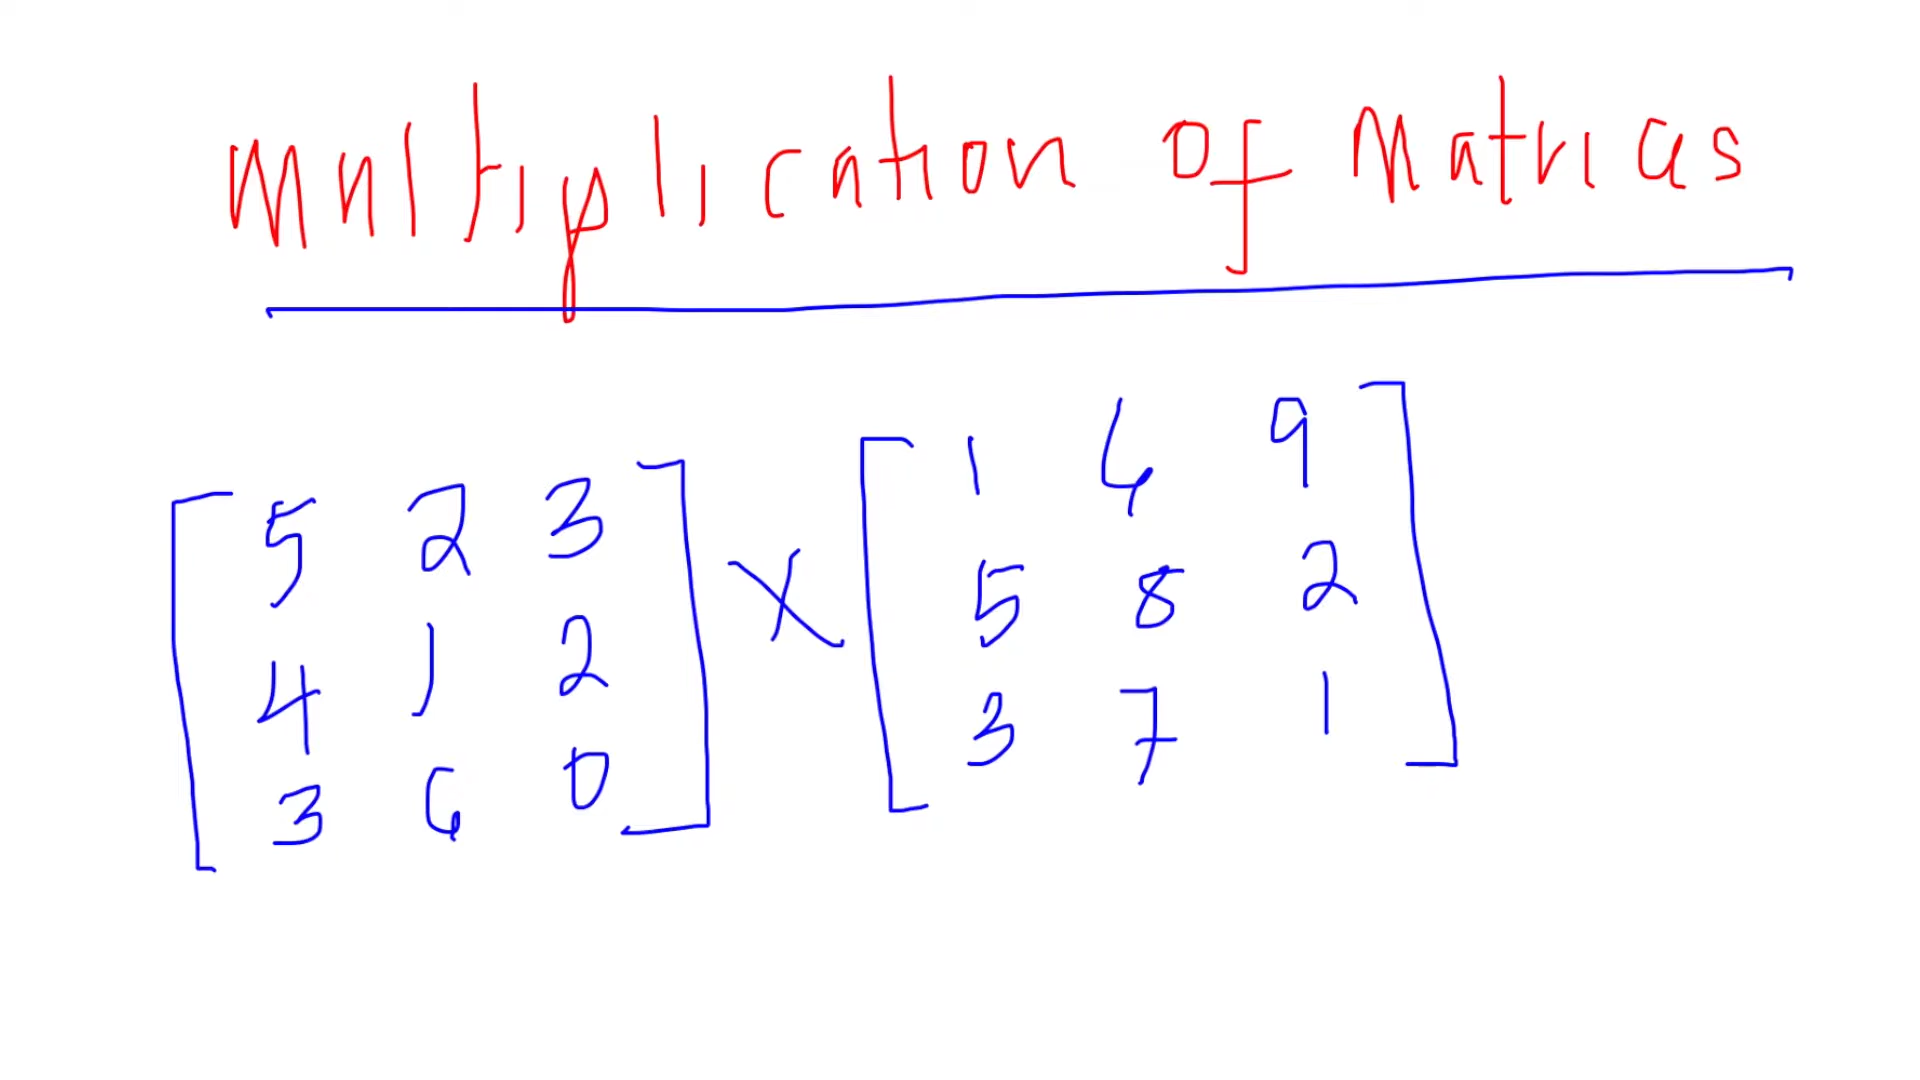 Multiplication of Matrices
[5 2 3] X [1 6 9]
[4 1 2] [5 8 2]
[3 6 0] [3 7 1]